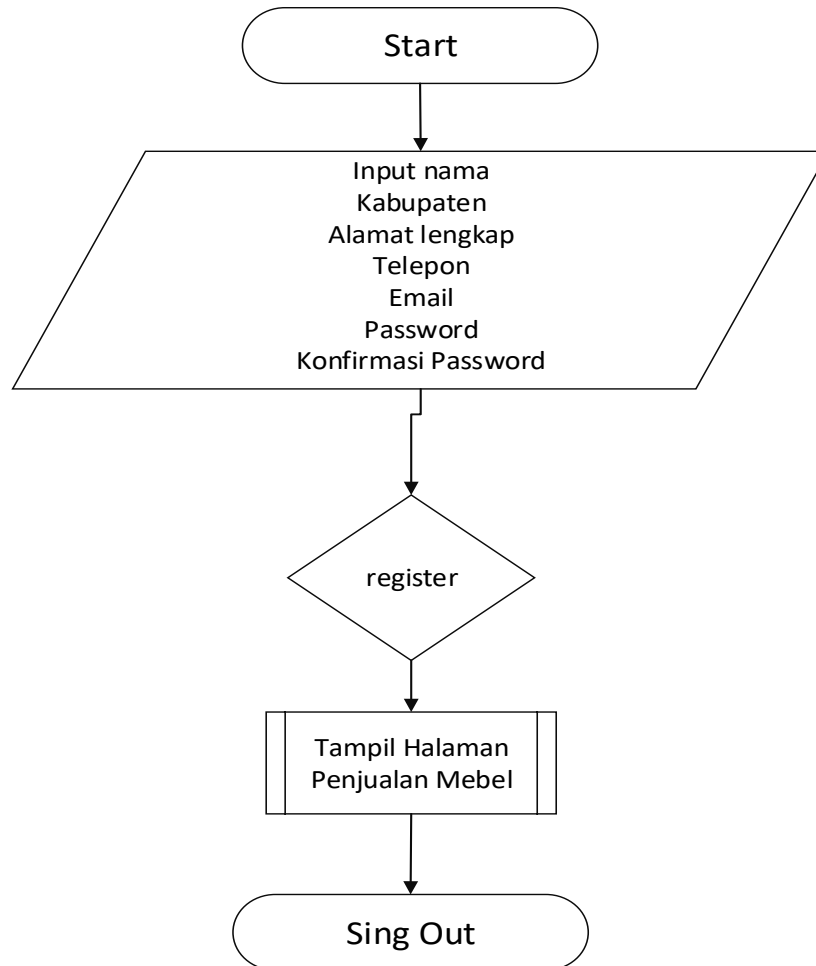 Start
Input nama
Kabupaten
Alamat lengkap
Telepon
Email
Password
Konfirmasi Password
register
Tampil Halaman
Penjualan Mebel
Sing Out